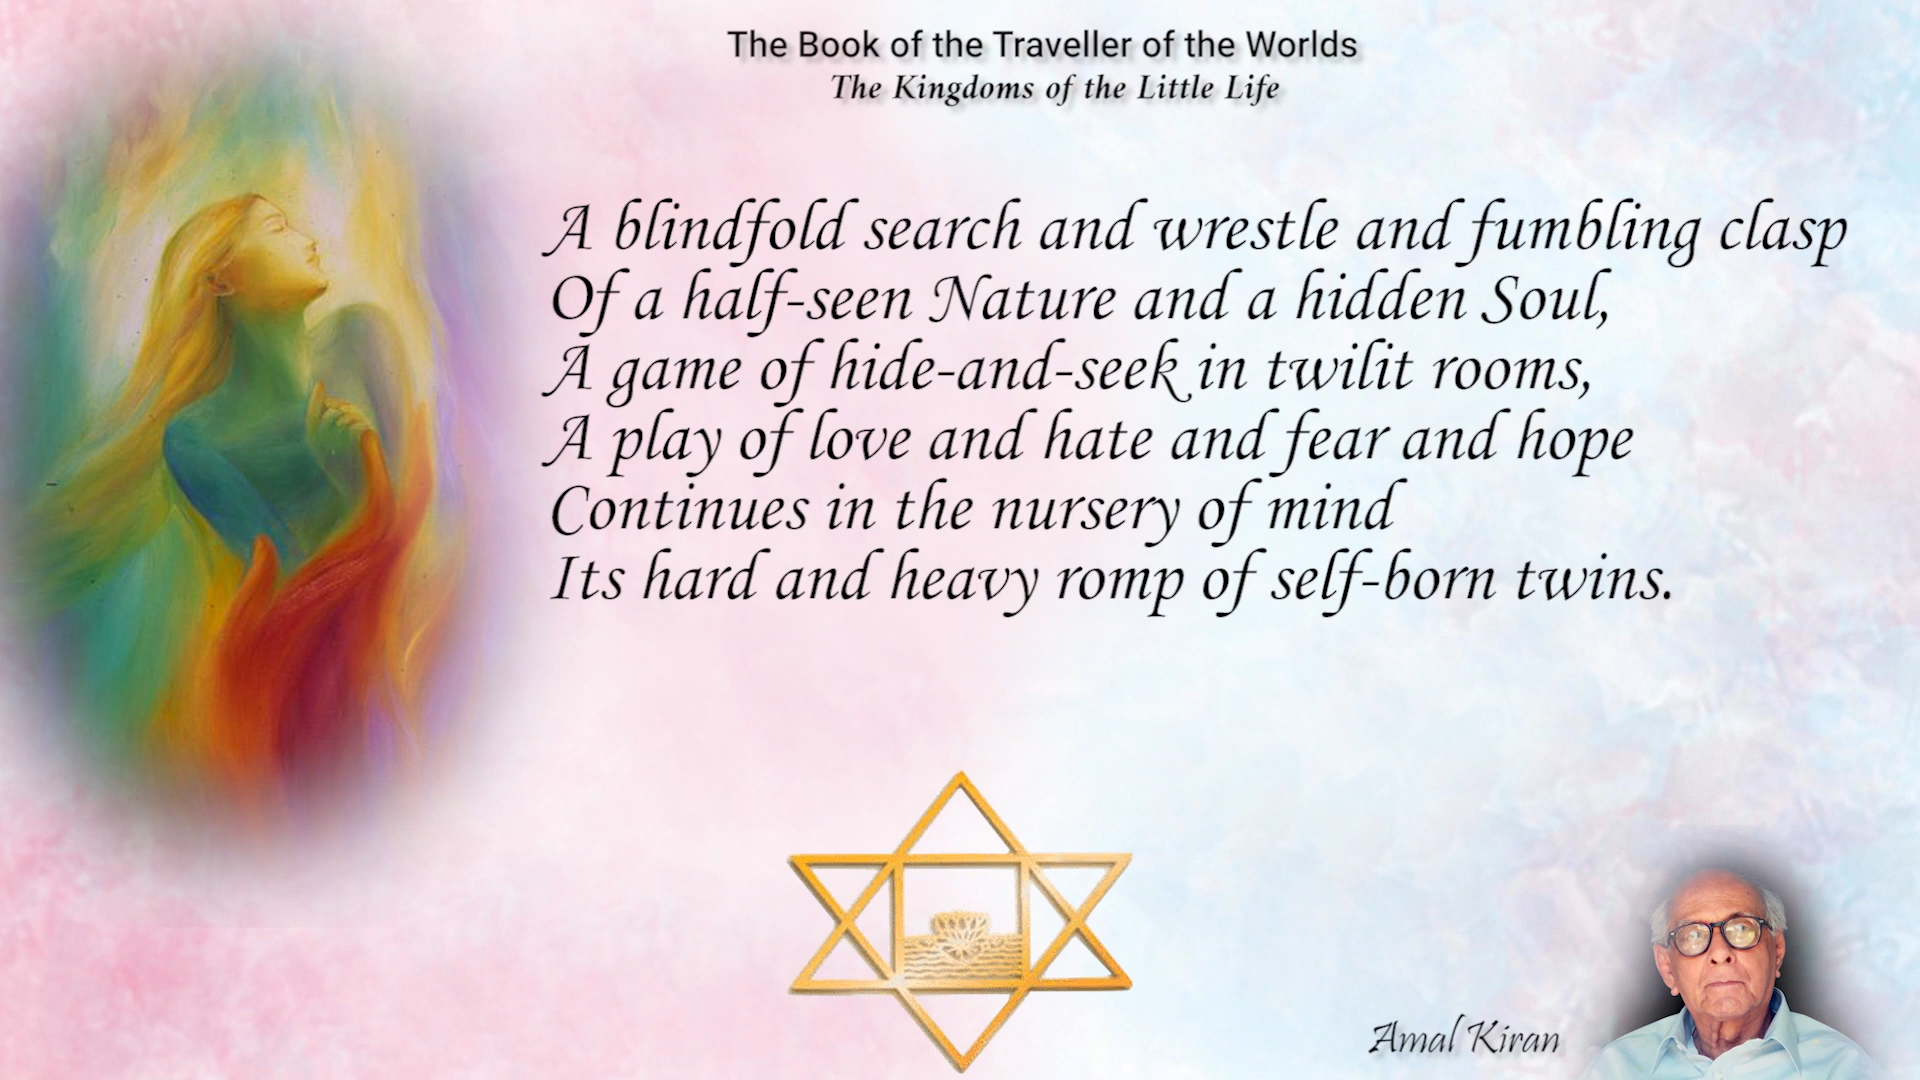 The Book of the Traveller of the Worlds
The Kingdoms of the Little Life
A blindfold search and wrestle and fumbling clasp
Of a half-seen Nature and a hidden Soul,
A game of hide-and-seek in twilit rooms,
A play of love and hate and fear and hope
Continues in the nursery of mind
Its hard and heavy romp of self-born twins.
Amal Kiran